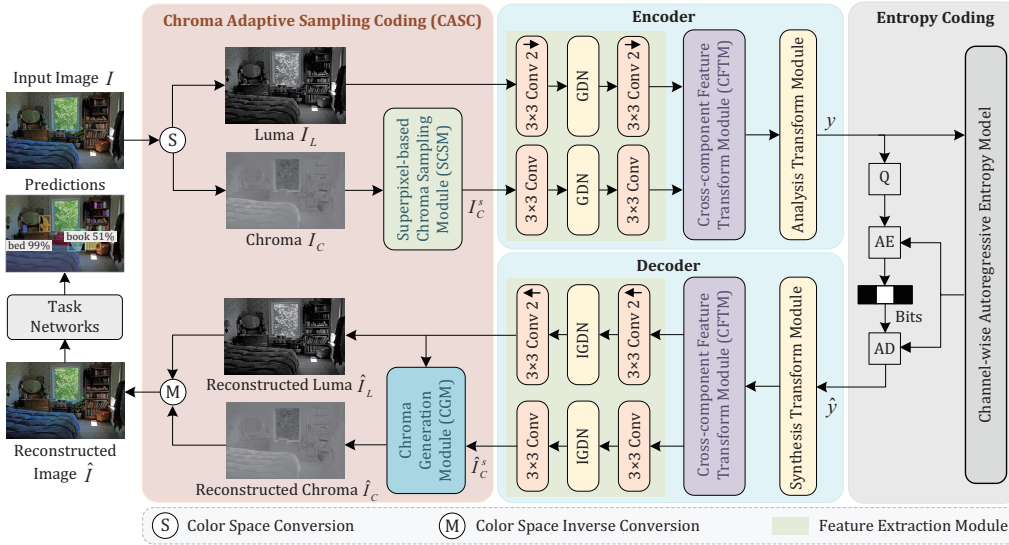 Chroma Adaptive Sampling Coding (CASC)
Encoder
Entropy Coding
Input Image I
S
Luma I_L
Chroma I_C
Superpixel-based
Chroma Sampling
Module (SCSM)
I_C^s
3×3 Conv 2↓
GDN
3×3 Conv 2↓
3×3 Conv
GDN
3×3 Conv
Cross-component Feature
Transform Module (CFTM)
Analysis Transform Module
y
Q
AE
Bits
AD
Channel-wise Autoregressive Entropy Model
Predictions
bed 99%
book 51%
Task
Networks
Reconstructed
Image Î
M
Reconstructed Luma Î_L
Reconstructed Chroma Î_C
Chroma
Generation
Module (CGM)
Î_C^s
Decoder
3×3 Conv 2↑
IGDN
3×3 Conv 2↑
3×3 Conv
IGDN
3×3 Conv
Cross-component Feature
Transform Module (CFTM)
Synthesis Transform Module
ŷ
S Color Space Conversion
M Color Space Inverse Conversion
Feature Extraction Module